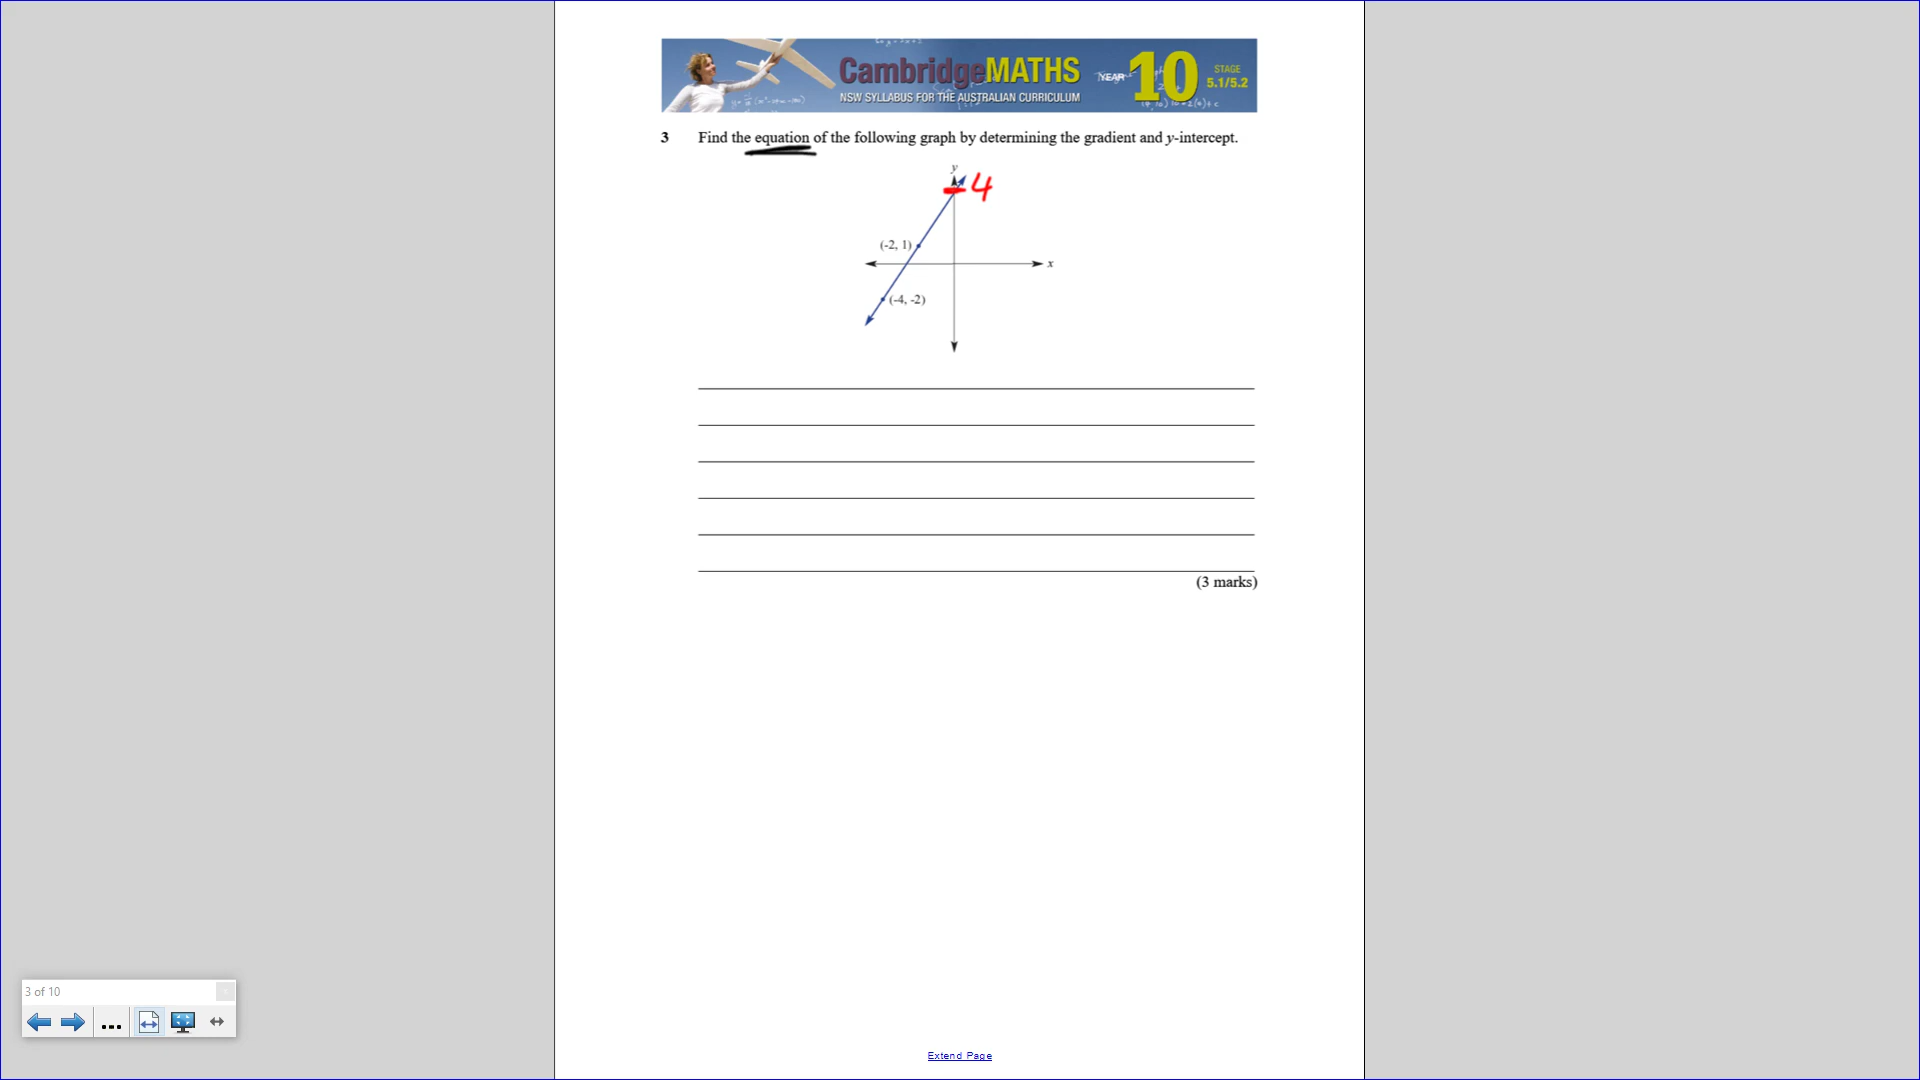 CambridgeMATHS YEAR 10 STAGE 5.1/5.2
NSW SYLLABUS FOR THE AUSTRALIAN CURRICULUM
3 Find the equation of the following graph by determining the gradient and y-intercept.
y
4
(-2, 1)
x
(-4, -2)
(3 marks)
3 of 10
...
Extend Page